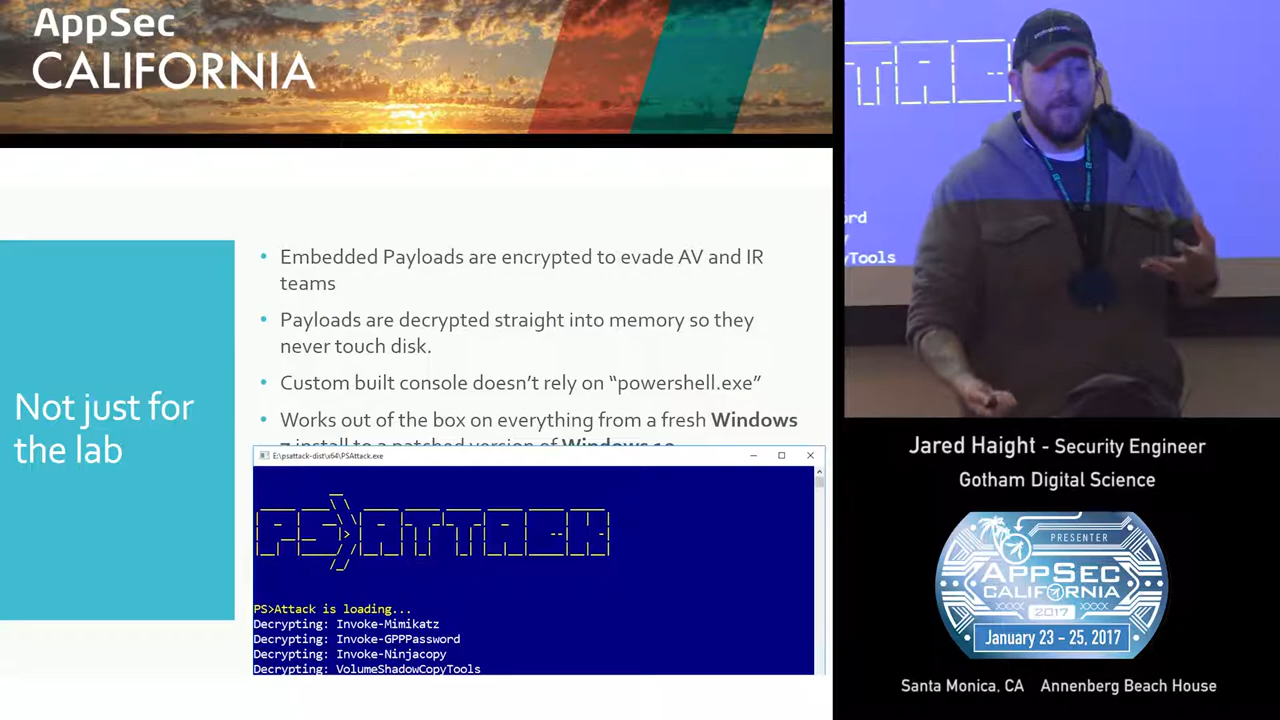 AppSec
CALIFORNIA
Not just for
the lab
• Embedded Payloads are encrypted to evade AV and IR
teams
• Payloads are decrypted straight into memory so they
never touch disk.
• Custom built console doesn't rely on “powershell.exe”
• Works out of the box on everything from a fresh Windows
7 install to a patched version of Windows 10
E:\psattack-dist\x64\PSAttack.exe
PS>ATTACK
PS>Attack is loading...
Decrypting: Invoke-Mimikatz
Decrypting: Invoke-GPPPassword
Decrypting: Invoke-Ninjacopy
Decrypting: VolumeShadowCopyTools
TTACK
ord
y
yTools
Jared Haight - Security Engineer
Gotham Digital Science
PRESENTER
APPSEC
CALIFORNIA
2017
January 23 - 25, 2017
Santa Monica, CA Annenberg Beach House